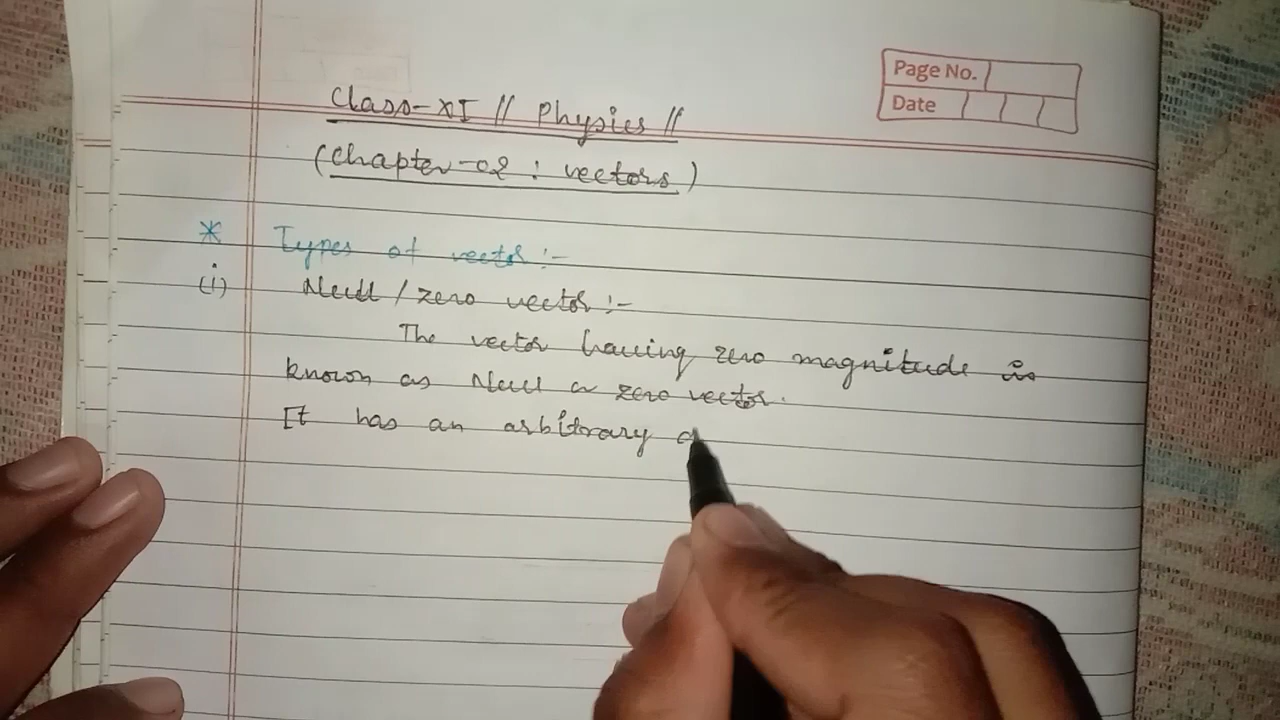 Page No.
Date
Class-XI // Physics //
(Chapter-02 : vectors)
* Types of vector :-
(i) Null / zero vector :-
The vector having zero magnitude is
known as Null or zero vector.
It has an arbitrary